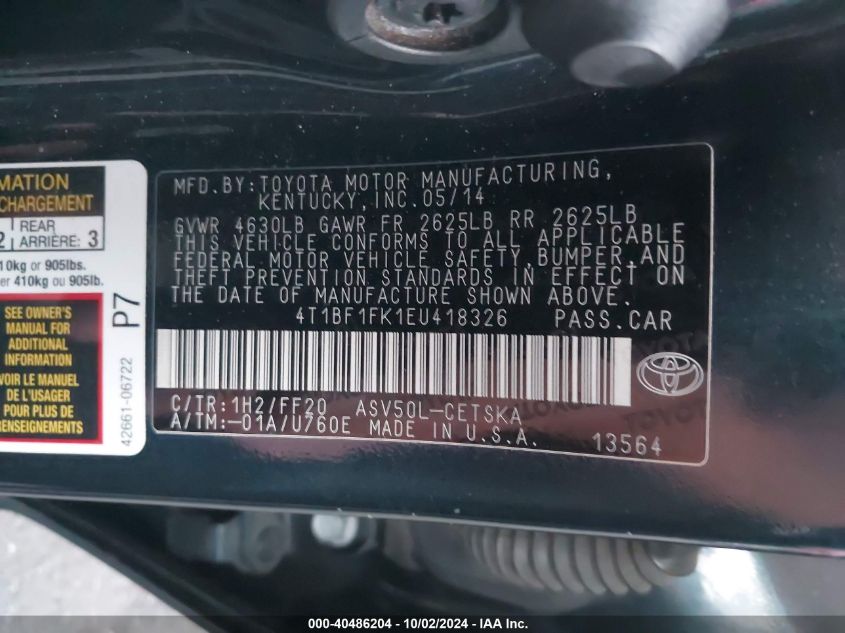 MATION
CHARGEMENT
2 REAR ARRIÈRE: 3
10kg or 905lbs.
er 410kg ou 905lb.
SEE OWNER'S
MANUAL FOR
ADDITIONAL
INFORMATION
VOIR LE MANUEL
DE L'USAGER
POUR PLUS DE
RENSEIGNEMENTS
P7
42661-06722
MFD.BY:TOYOTA MOTOR MANUFACTURING,
KENTUCKY,INC.05/14
GVWR 4630LB GAWR FR 2625LB RR 2625LB
THIS VEHICLE CONFORMS TO ALL APPLICABLE
FEDERAL MOTOR VEHICLE SAFETY,BUMPER,AND
THEFT PREVENTION STANDARDS IN EFFECT ON
THE DATE OF MANUFACTURE SHOWN ABOVE.
4T1BF1FK1EU418326 PASS.CAR
C/TR:1H2/FF20 ASV50L-CETSKA
A/TM:-01A/U760E MADE IN U.S.A.
13564
000-40486204 - 10/02/2024 - IAA Inc.